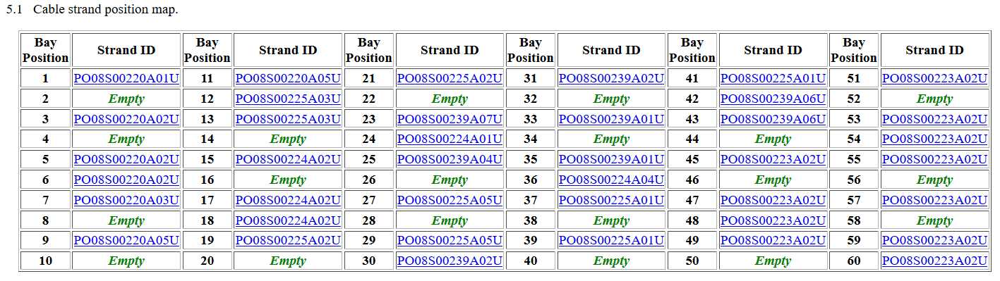 5.1 Cable strand position map.
Bay Position Strand ID Bay Position Strand ID Bay Position Strand ID Bay Position Strand ID Bay Position Strand ID Bay Position Strand ID
1 PO08S00220A01U 11 PO08S00220A05U 21 PO08S00225A02U 31 PO08S00239A02U 41 PO08S00225A01U 51 PO08S00223A02U
2 Empty 12 PO08S00225A03U 22 Empty 32 Empty 42 PO08S00239A06U 52 Empty
3 PO08S00220A02U 13 PO08S00225A03U 23 PO08S00239A07U 33 PO08S00239A01U 43 PO08S00239A06U 53 PO08S00223A02U
4 Empty 14 Empty 24 PO08S00224A01U 34 Empty 44 Empty 54 PO08S00223A02U
5 PO08S00220A02U 15 PO08S00224A02U 25 PO08S00239A04U 35 PO08S00239A01U 45 PO08S00223A02U 55 PO08S00223A02U
6 PO08S00220A02U 16 Empty 26 Empty 36 PO08S00224A04U 46 Empty 56 Empty
7 PO08S00220A03U 17 PO08S00224A02U 27 PO08S00225A05U 37 PO08S00225A01U 47 PO08S00223A02U 57 PO08S00223A02U
8 Empty 18 PO08S00224A02U 28 Empty 38 Empty 48 PO08S00223A02U 58 Empty
9 PO08S00220A05U 19 PO08S00225A02U 29 PO08S00225A05U 39 PO08S00225A01U 49 PO08S00223A02U 59 PO08S00223A02U
10 Empty 20 Empty 30 PO08S00239A02U 40 Empty 50 Empty 60 PO08S00223A02U